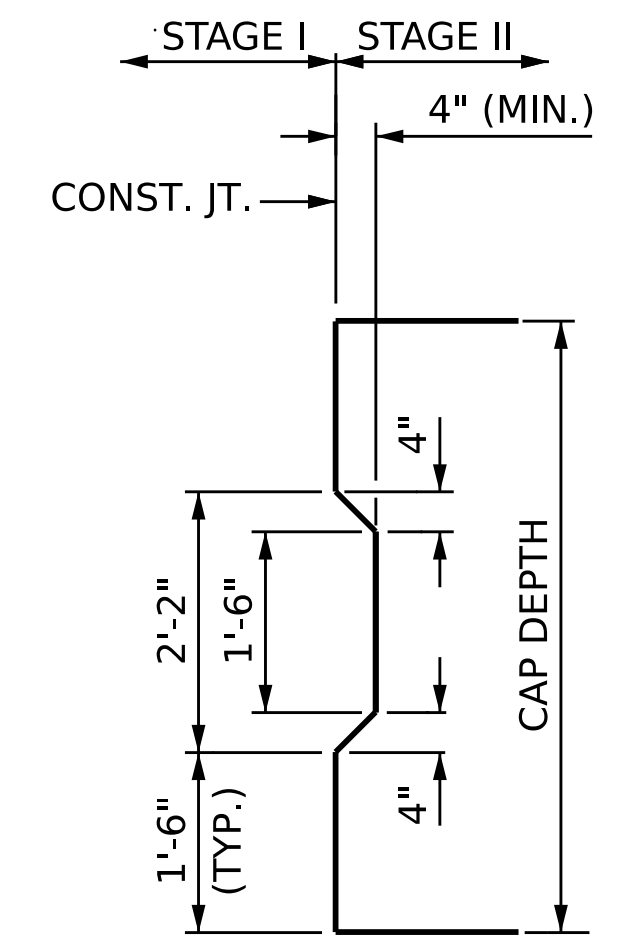 STAGE I
STAGE II
4" (MIN.)
CONST. JT.
4"
2'-2"
1'-6"
CAP DEPTH
4"
1'-6"
(TYP.)